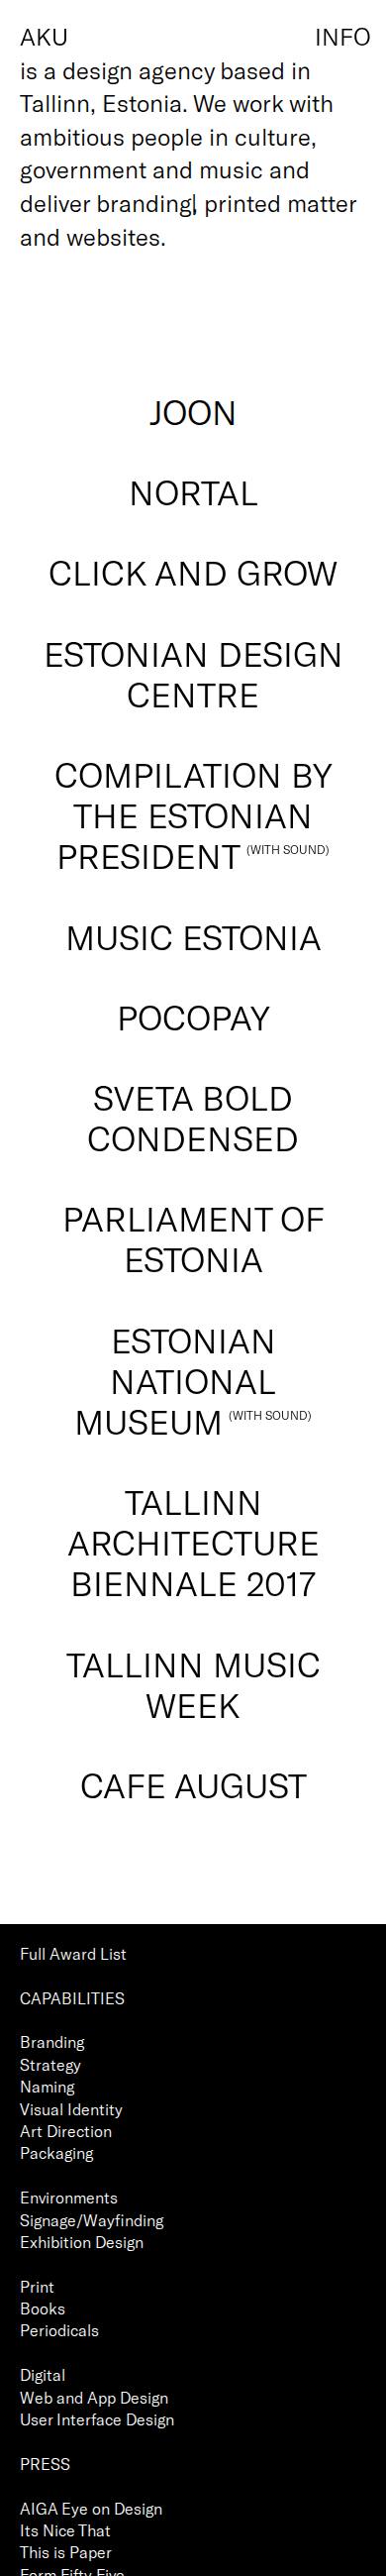 AKU INFO
is a design agency based in
Tallinn, Estonia. We work with
ambitious people in culture,
government and music and
deliver branding, printed matter
and websites.
JOON
NORTAL
CLICK AND GROW
ESTONIAN DESIGN
CENTRE
COMPILATION BY
THE ESTONIAN
PRESIDENT (WITH SOUND)
MUSIC ESTONIA
POCOPAY
SVETA BOLD
CONDENSED
PARLIAMENT OF
ESTONIA
ESTONIAN
NATIONAL
MUSEUM (WITH SOUND)
TALLINN
ARCHITECTURE
BIENNALE 2017
TALLINN MUSIC
WEEK
CAFE AUGUST
Full Award List
CAPABILITIES
Branding
Strategy
Naming
Visual Identity
Art Direction
Packaging
Environments
Signage/Wayfinding
Exhibition Design
Print
Books
Periodicals
Digital
Web and App Design
User Interface Design
PRESS
AIGA Eye on Design
Its Nice That
This is Paper
Form Fifty Five